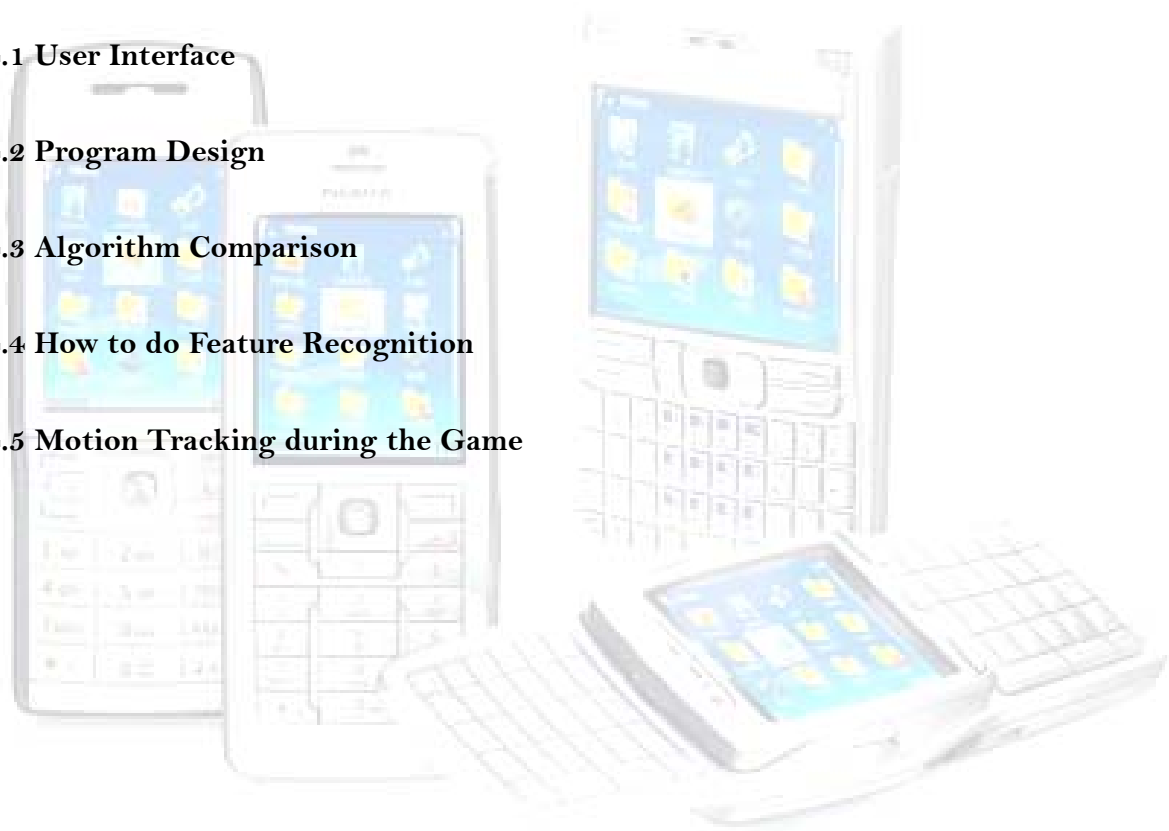 .1 User Interface
.2 Program Design
.3 Algorithm Comparison
.4 How to do Feature Recognition
.5 Motion Tracking during the Game